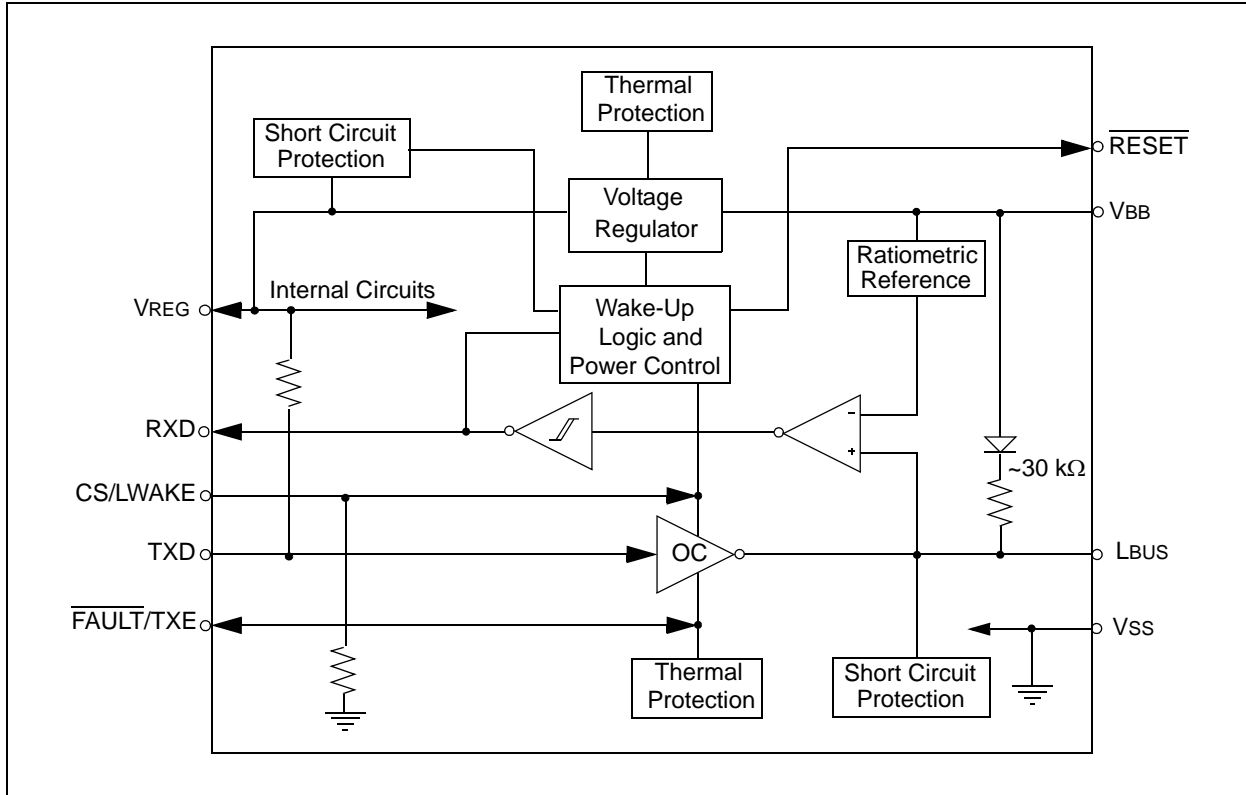 Thermal
Protection
Short Circuit
Protection
RESET
Voltage
Regulator
VBB
Ratiometric
Reference
Internal Circuits
VREG
Wake-Up
Logic and
Power Control
RXD
-
+
~30 kΩ
CS/LWAKE
TXD
OC
LBUS
FAULT/TXE
VSS
Thermal
Protection
Short Circuit
Protection